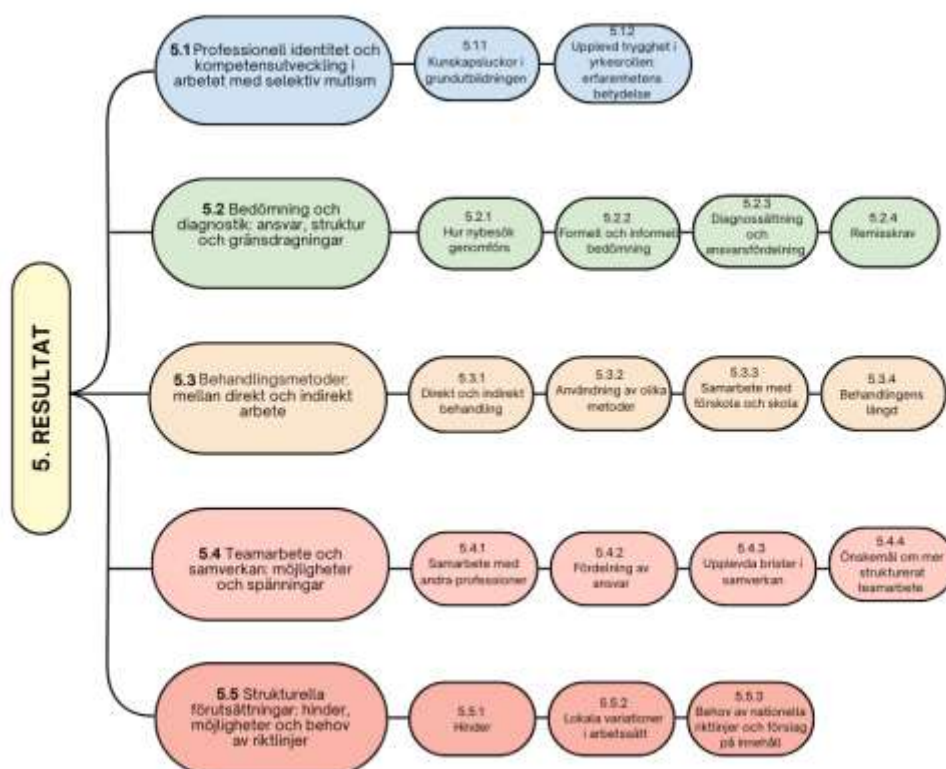 5. RESULTAT
5.1 Professionell identitet och
kompetensutveckling i
arbetet med selektiv mutism
5.1.1
Kunskapsluckor i
grundutbildningen
5.1.2
Upplevd trygghet i
yrkesrollen:
erfarenhetens
betydelse
5.2 Bedömning och
diagnostik: ansvar, struktur
och gränsdragningar
5.2.1
Hur nybesök
genomförs
5.2.2
Formell och informell
bedömning
5.2.3
Diagnossättning
och
ansvarsfördelning
5.2.4
Remisskrav
5.3 Behandlingsmetoder:
mellan direkt och indirekt
arbete
5.3.1
Direkt och indirekt
behandling
5.3.2
Användning av olika
metoder
5.3.3
Samarbete med
förskola och skola
5.3.4
Behandlingens
längd
5.4 Teamarbete och
samverkan: möjligheter och
spänningar
5.4.1
Samarbete med
andra professioner
5.4.2
Fördelning av
ansvar
5.4.3
Upplevda brister i
samverkan
5.4.4
Önskemål om mer
strukturerat
teamarbete
5.5 Strukturella
förutsättningar: hinder,
möjligheter och behov
av riktlinjer
5.5.1
Hinder
5.5.2
Lokala variationer
i arbetssätt
5.5.3
Behov av nationella
riktlinjer och förslag
på innehåll